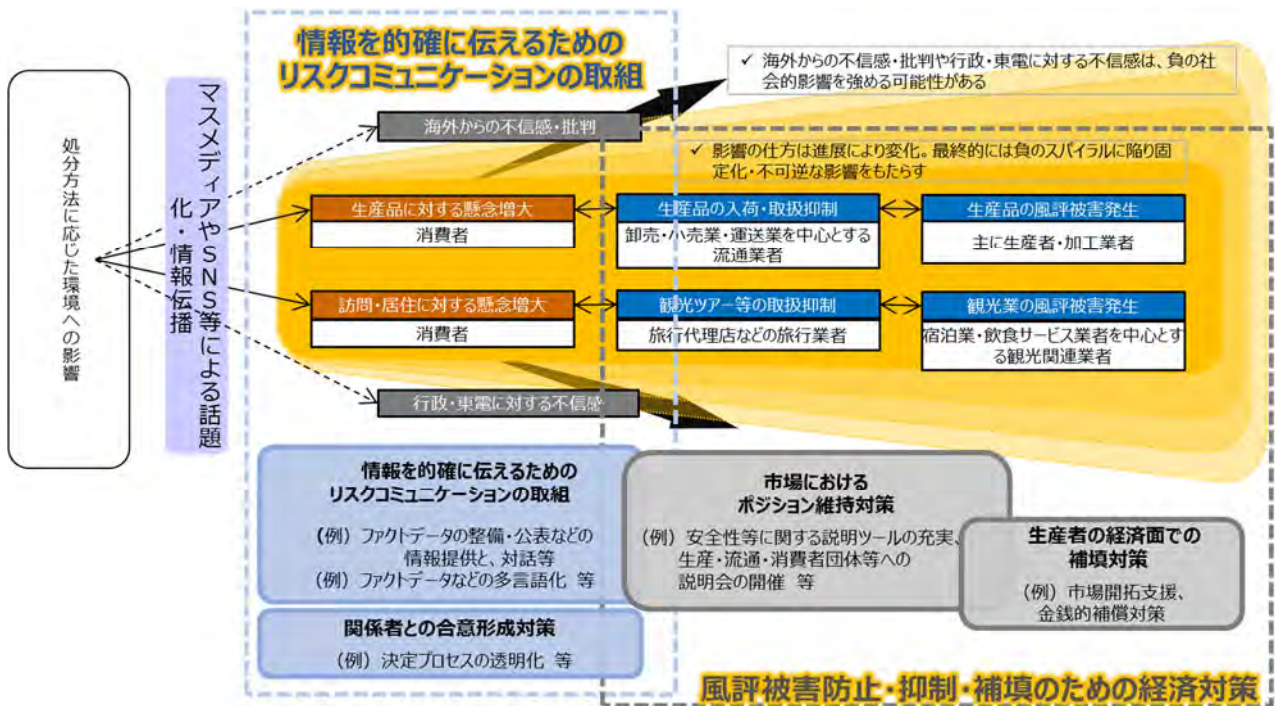 処分方法に応じた環境への影響
マスメディアやSNS等による話題
化・情報伝播
情報を的確に伝えるための
リスクコミュニケーションの取組
✓ 海外からの不信感・批判や行政・東電に対する不信感は、負の社
会的影響を強める可能性がある
海外からの不信感・批判
✓ 影響の仕方は進展により変化。最終的には負のスパイラルに陥り固
定化・不可逆な影響をもたらす
生産品に対する懸念増大
消費者
生産品の入荷・取扱抑制
卸売・小売業・運送業を中心とする
流通業者
生産品の風評被害発生
主に生産者・加工業者
訪問・居住に対する懸念増大
消費者
観光ツアー等の取扱抑制
旅行代理店などの旅行業者
観光業の風評被害発生
宿泊業・飲食サービス業者を中心とす
る観光関連業者
行政・東電に対する不信感
情報を的確に伝えるための
リスクコミュニケーションの取組
（例）ファクトデータの整備・公表などの
情報提供と、対話等
（例）ファクトデータなどの多言語化 等
関係者との合意形成対策
（例）決定プロセスの透明化 等
市場における
ポジション維持対策
（例）安全性等に関する説明ツールの充実、
生産・流通・消費者団体等への
説明会の開催 等
生産者の経済面での
補填対策
（例）市場開拓支援、
金銭的補償対策
風評被害防止・抑制・補填のための経済対策